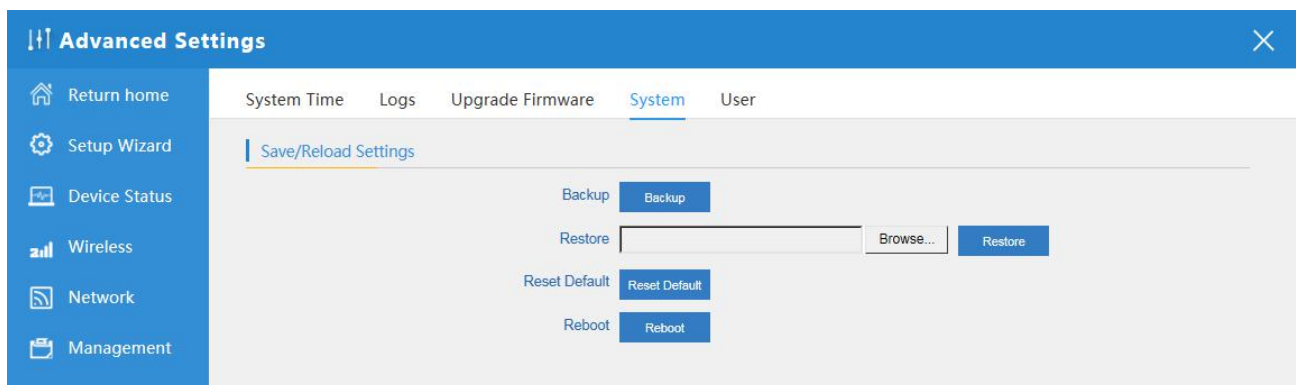 Advanced Settings
Return home
Setup Wizard
Device Status
Wireless
Network
Management
System Time Logs Upgrade Firmware System User
Save/Reload Settings
Backup Backup
Restore Browse... Restore
Reset Default Reset Default
Reboot Reboot